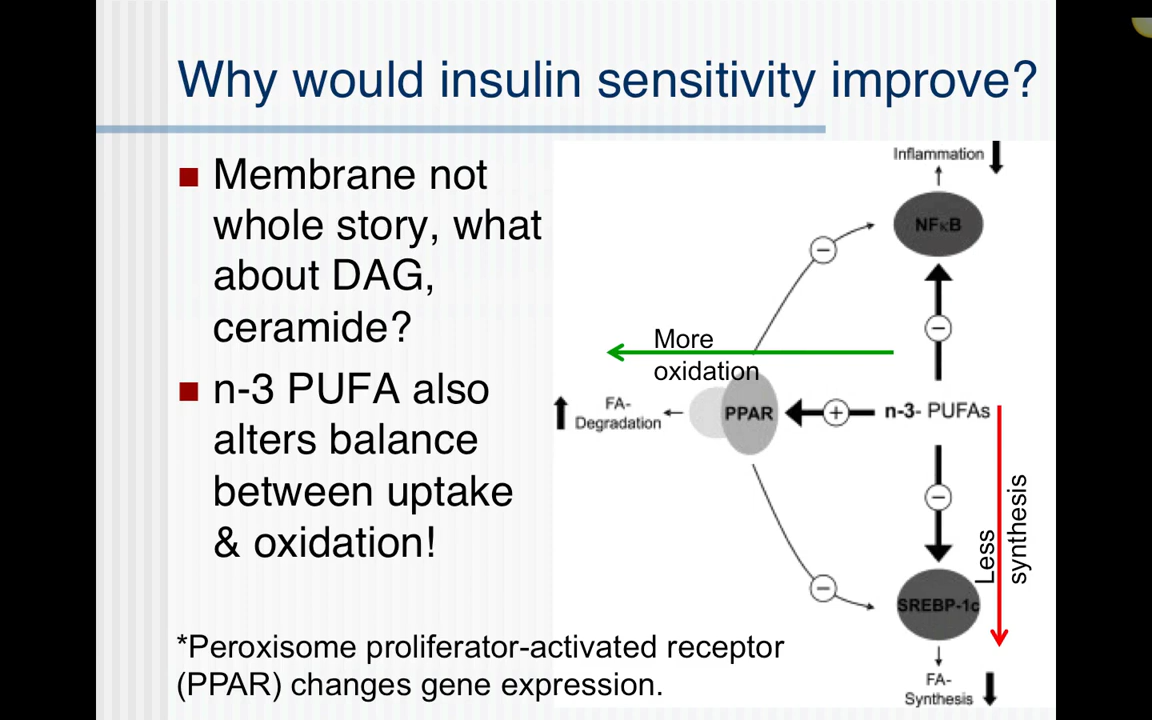 Why would insulin sensitivity improve?
Membrane not
whole story, what
about DAG,
ceramide?
n-3 PUFA also
alters balance
between uptake
& oxidation!
*Peroxisome proliferator-activated receptor
(PPAR) changes gene expression.
Inflammation
NFκB
−
−
More
oxidation
FA-
Degradation
PPAR
+
n-3- PUFAs
−
−
Less
synthesis
SREBP-1c
FA-
Synthesis